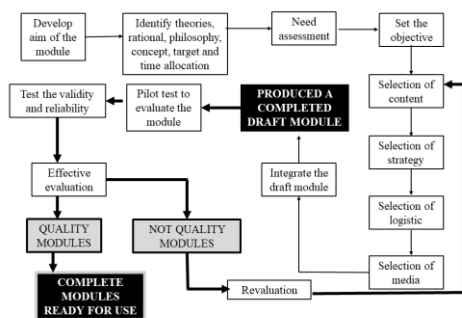 Develop
aim of the
module
Identify theories,
rational, philosophy,
concept, target and
time allocation
Need
assessment
Set the
objective
Selection of
content
Selection of
strategy
Selection of
logistic
Selection of
media
Integrate the
draft module
PRODUCED A
COMPLETED
DRAFT MODULE
Pilot test to
evaluate the
module
Test the validity
and reliability
Effective
evaluation
QUALITY
MODULES
NOT QUALITY
MODULES
COMPLETE
MODULES
READY FOR USE
Revaluation